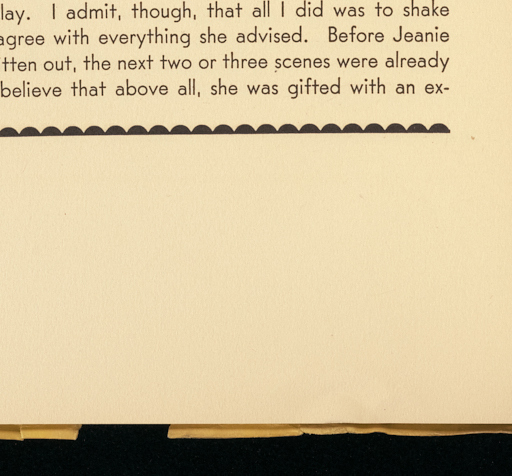 lay. I admit, though, that all I did was to shake
agree with everything she advised. Before Jeanie
tten out, the next two or three scenes were already
believe that above all, she was gifted with an ex-